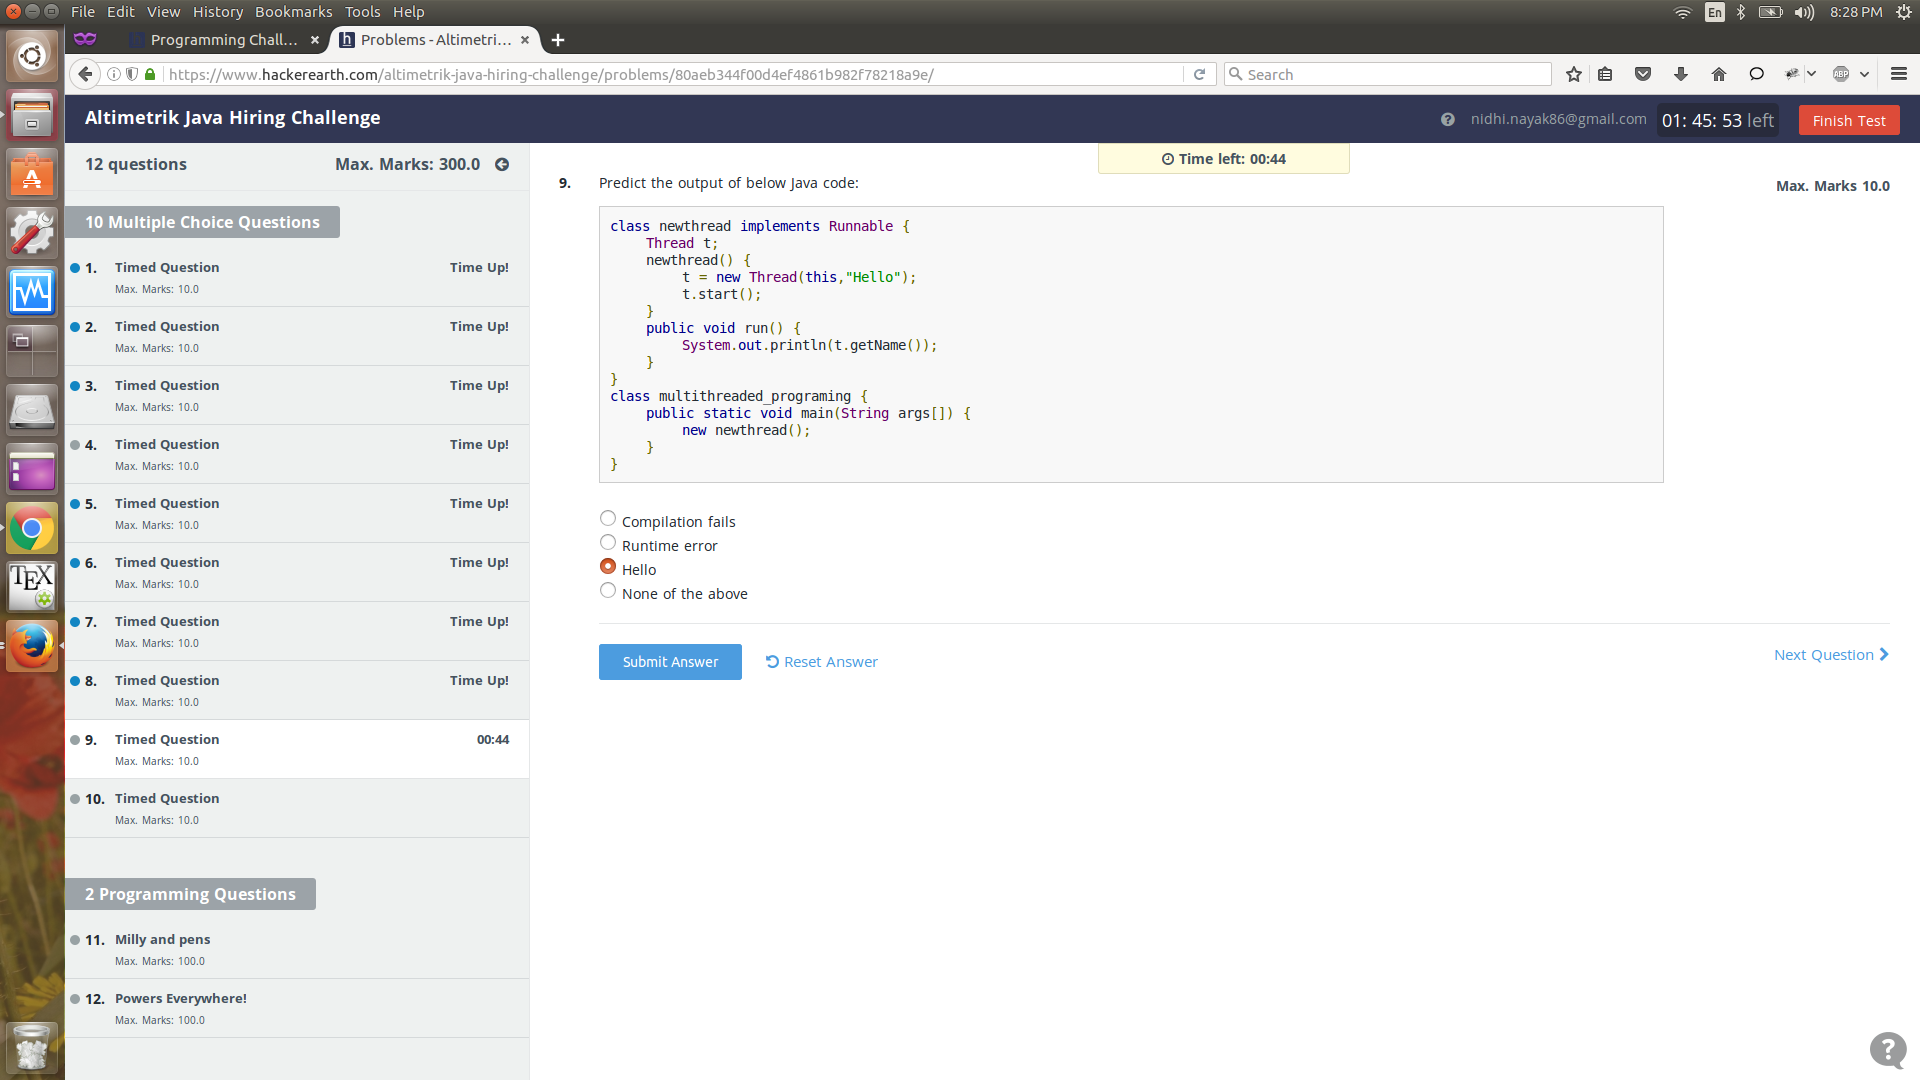 File Edit View History Bookmarks Tools Help
En
8:28 PM
Programming Chall...
Problems - Altimetri...
https://www.hackerearth.com/altimetrik-java-hiring-challenge/problems/80aeb344f00d4ef4861b982f78218a9e/
Search
ABP
Altimetrik Java Hiring Challenge
nidhi.nayak86@gmail.com
01: 45: 53 left
Finish Test
12 questions
Max. Marks: 300.0
10 Multiple Choice Questions
1. Timed Question Time Up!
Max. Marks: 10.0
2. Timed Question Time Up!
Max. Marks: 10.0
3. Timed Question Time Up!
Max. Marks: 10.0
4. Timed Question Time Up!
Max. Marks: 10.0
5. Timed Question Time Up!
Max. Marks: 10.0
6. Timed Question Time Up!
Max. Marks: 10.0
7. Timed Question Time Up!
Max. Marks: 10.0
8. Timed Question Time Up!
Max. Marks: 10.0
9. Timed Question 00:44
Max. Marks: 10.0
10. Timed Question
Max. Marks: 10.0
2 Programming Questions
11. Milly and pens
Max. Marks: 100.0
12. Powers Everywhere!
Max. Marks: 100.0
Time left: 00:44
9. Predict the output of below Java code:
Max. Marks 10.0
class newthread implements Runnable {
Thread t;
newthread() {
t = new Thread(this,"Hello");
t.start();
}
public void run() {
System.out.println(t.getName());
}
}
class multithreaded_programing {
public static void main(String args[]) {
new newthread();
}
}
Compilation fails
Runtime error
Hello
None of the above
Submit Answer
Reset Answer
Next Question
TEX
?